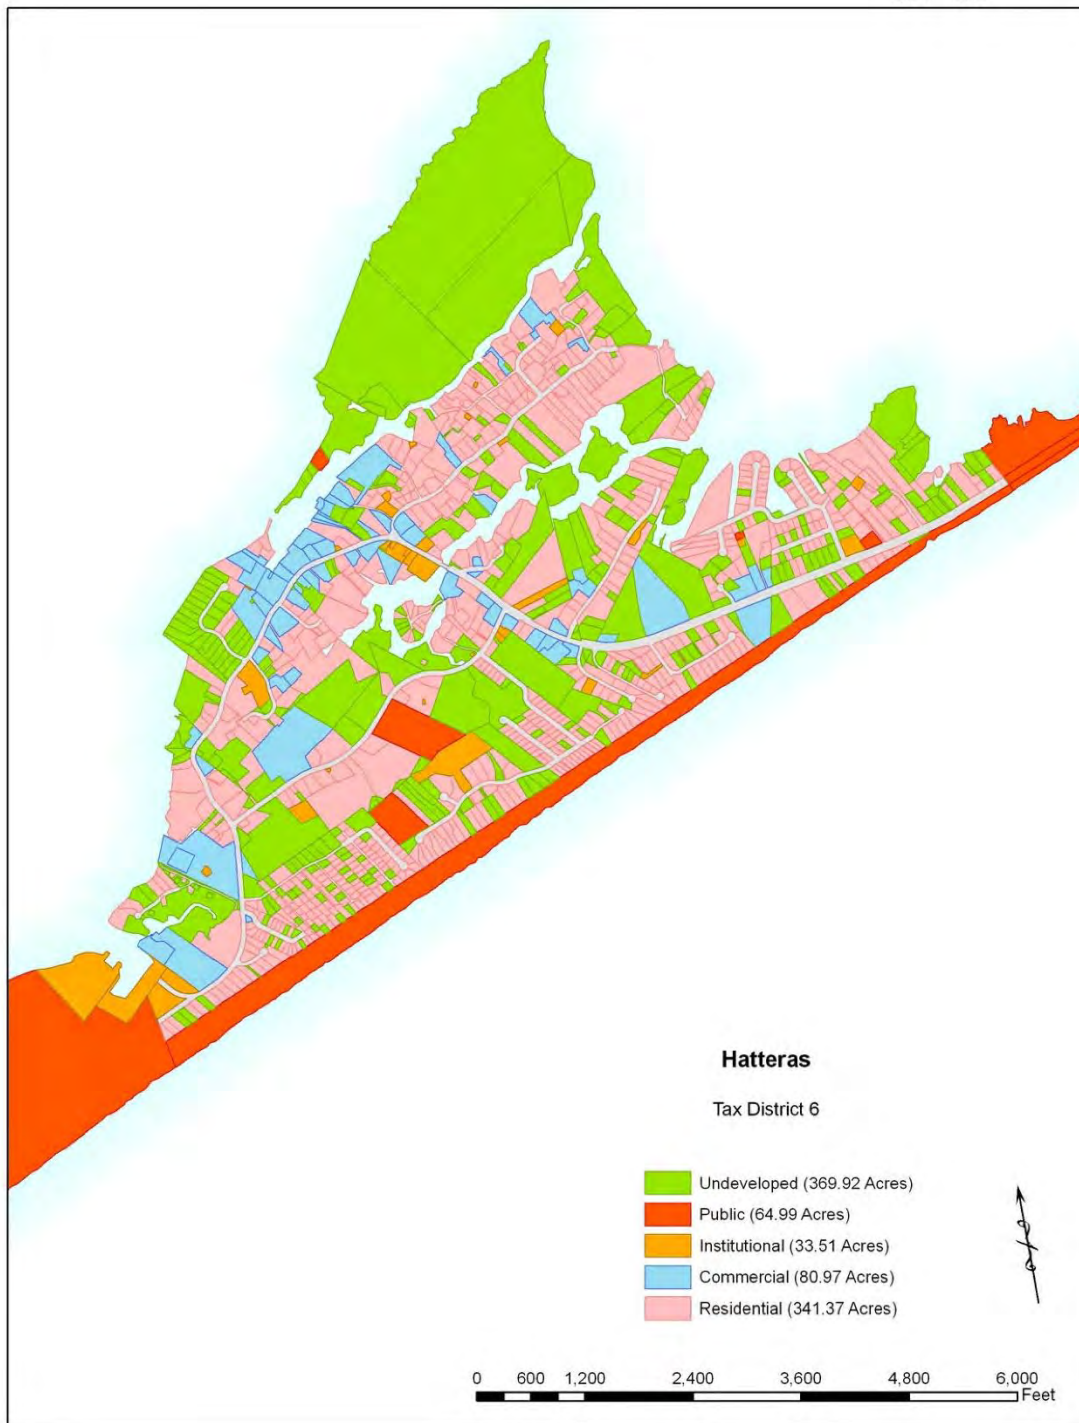 Hatteras
Tax District 6
Undeveloped (369.92 Acres)
Public (64.99 Acres)
Institutional (33.51 Acres)
Commercial (80.97 Acres)
Residential (341.37 Acres)
0 600 1,200 2,400 3,600 4,800 6,000
Feet